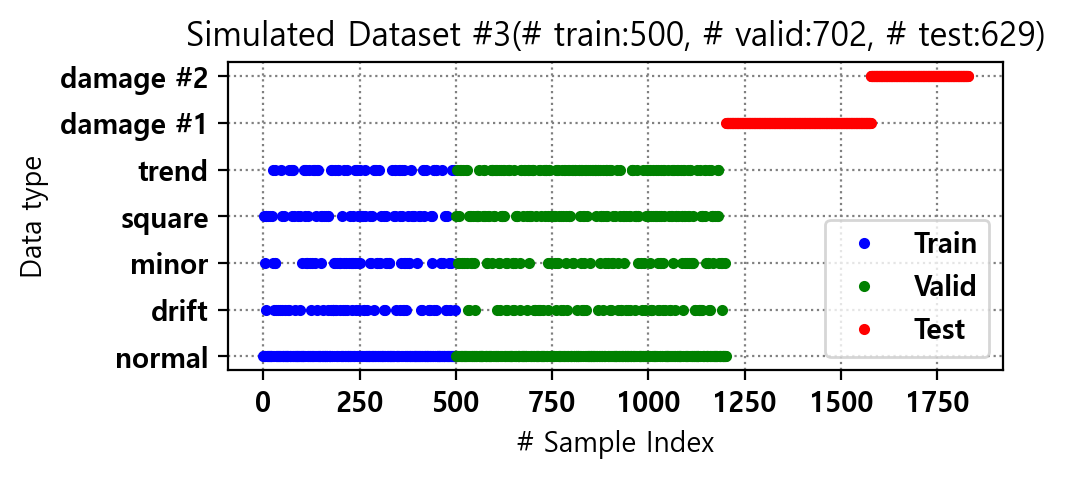 Simulated Dataset #3(# train:500, # valid:702, # test:629)
damage #2
damage #1
trend
square
minor
drift
normal
Data type
Train
Valid
Test
0 250 500 750 1000 1250 1500 1750
# Sample Index